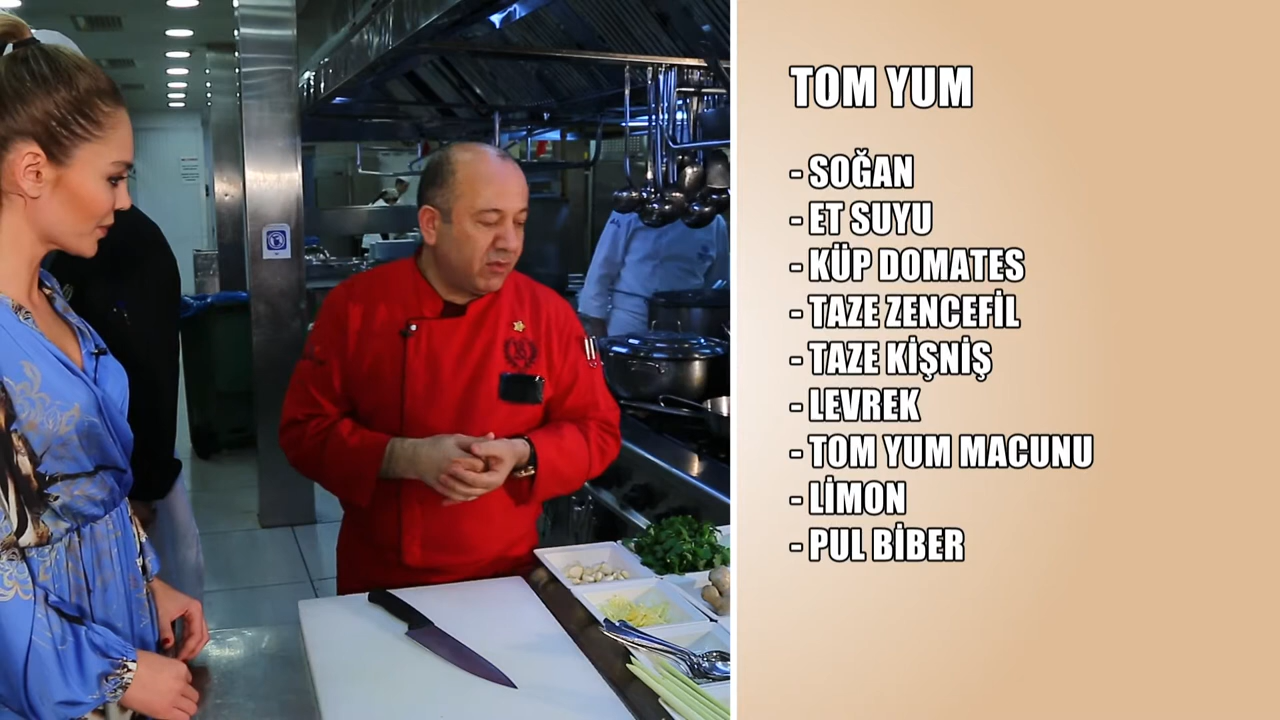 TOM YUM
- SOĞAN
- ET SUYU
- KÜP DOMATES
- TAZE ZENCEFİL
- TAZE KİŞNİŞ
- LEVREK
- TOM YUM MACUNU
- LİMON
- PUL BİBER